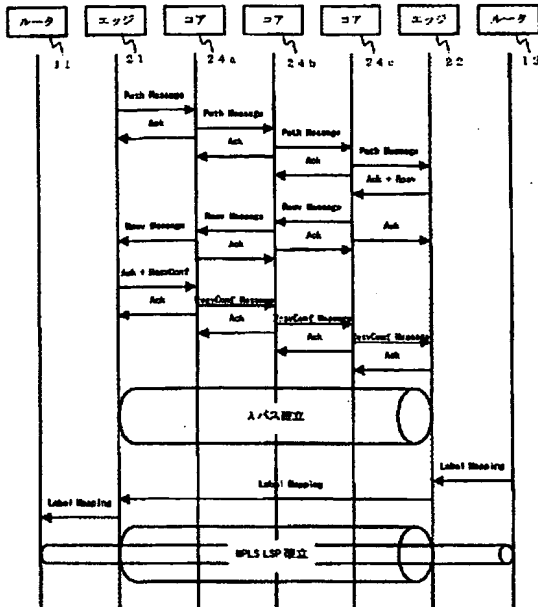 ルータ エッジ コア コア コア エッジ ルータ
11 21 24a 24b 24c 22 12
Path Message
Path Message
Ack
Path Message
Ack
Path Message
Ack
Ack + Resv
Resv Message
Resv Message
Resv Message
Ack
Ack
Ack
Ack + ResvConf
ResvConf Message
Ack
ResvConf Message
Ack
ResvConf Message
Ack
Ack
λパス確立
Label Mapping
Label Mapping
Label Mapping
MPLS LSP 確立